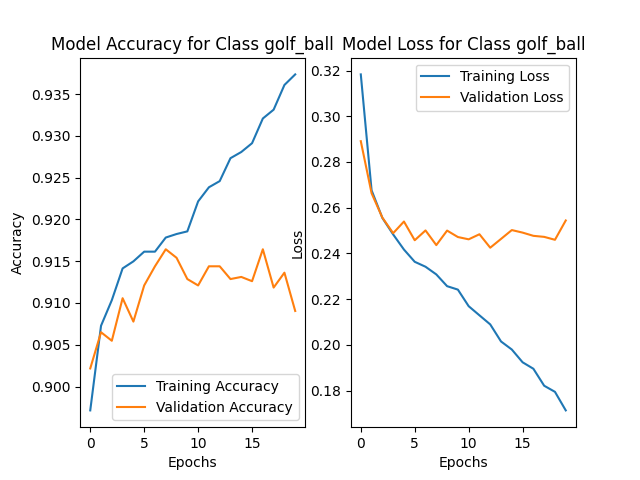 Model Accuracy for Class golf_ball
Accuracy
0.935
0.930
0.925
0.920
0.915
0.910
0.905
0.900
Training Accuracy
Validation Accuracy
0 5 10 15
Epochs
Model Loss for Class golf_ball
Loss
0.32
0.30
0.28
0.26
0.24
0.22
0.20
0.18
Training Loss
Validation Loss
0 5 10 15
Epochs